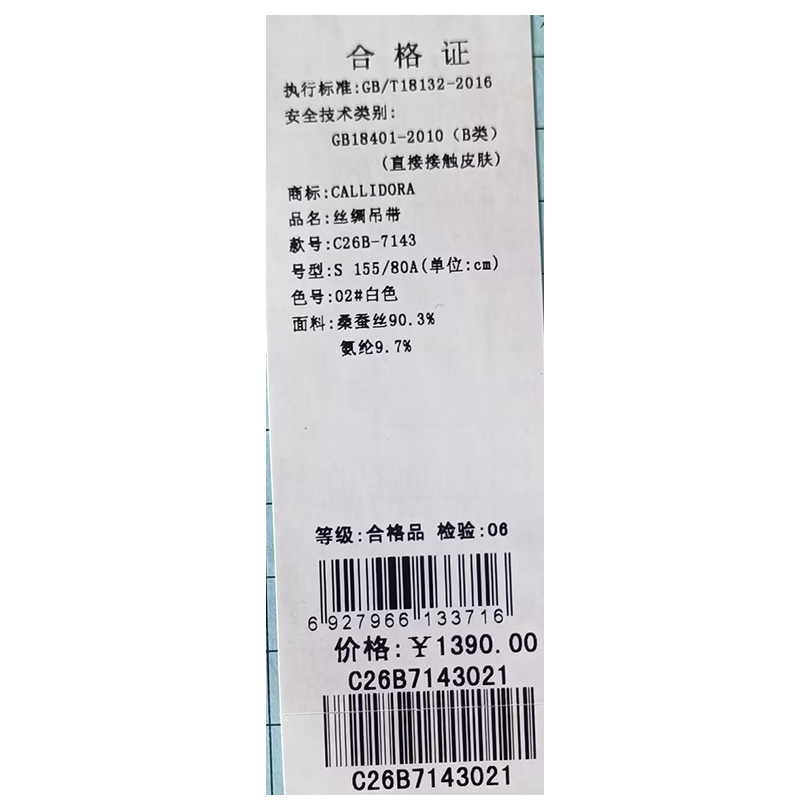 合格证
执行标准:GB/T18132-2016
安全技术类别:
GB18401-2010（B类）
(直接接触皮肤)
商标:CALLIDORA
品名:丝绸吊带
款号:C26B-7143
号型:S 155/80A(单位:cm)
色号:02#白色
面料:桑蚕丝90.3%
氨纶9.7%
等级:合格品 检验:06
6 927966 133716
价格:￥1390.00
C26B7143021
C26B7143021